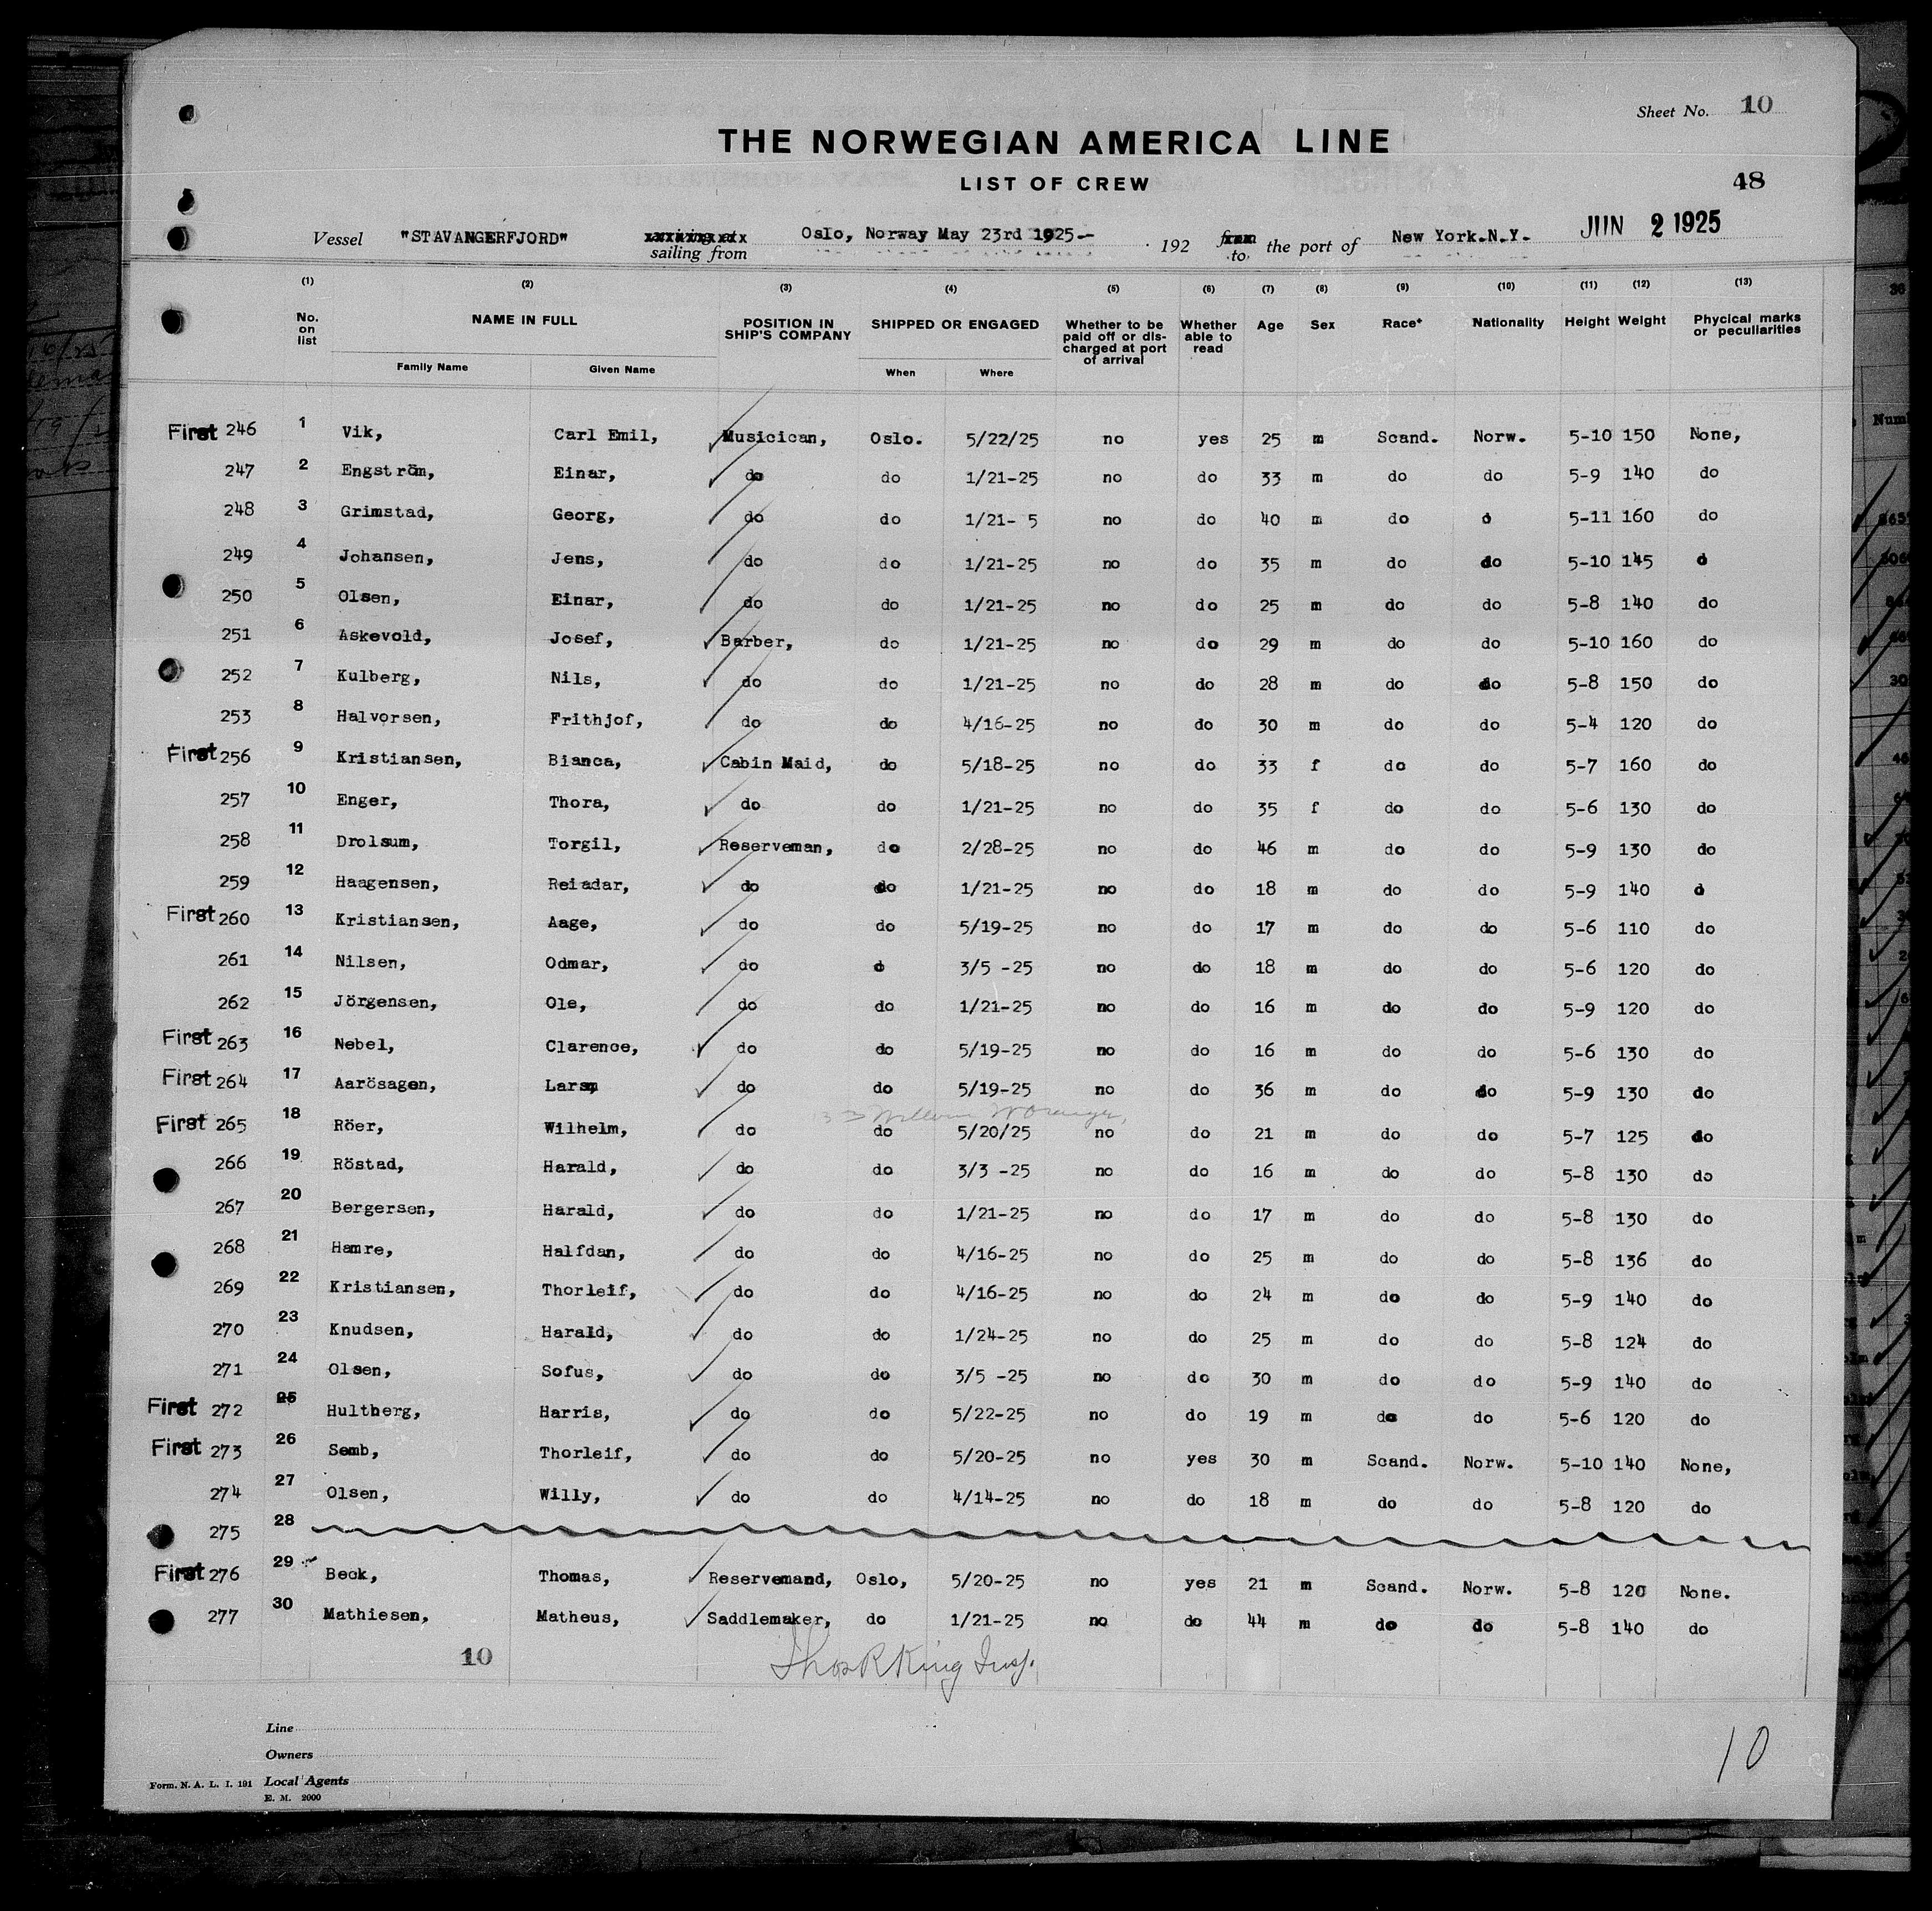 Sheet No. 10
THE NORWEGIAN AMERICA LINE
LIST OF CREW
48
Vessel "STAVANGERFJORD" sailing from Oslo, Norway May 23rd 1925.- 192 to the port of New York.N.Y. JUN 2 1925
(1) (2) (3) (4) (5) (6) (7) (8) (9) (10) (11) (12) (13)
No. on list NAME IN FULL POSITION IN SHIP'S COMPANY SHIPPED OR ENGAGED Whether to be paid off or discharged at port of arrival Whether able to read Age Sex Race* Nationality Height Weight Physical marks or peculiarities
Family Name Given Name When Where
First 246 1 Vik, Carl Emil, Musicican, Oslo. 5/22/25 no yes 25 m Scand. Norw. 5-10 150 None,
247 2 Engström, Einar, do do 1/21-25 no do 33 m do do 5-9 140 do
248 3 Grimstad, Georg, do do 1/21- 5 no do 40 m do d 5-11 160 do
249 4 Johansen, Jens, do do 1/21-25 no do 35 m do do 5-10 145 d
250 5 Olsen, Einar, do do 1/21-25 no do 25 m do do 5-8 140 do
251 6 Askevold, Josef, Barber, do 1/21-25 no do 29 m do do 5-10 160 do
252 7 Kulberg, Nils, do do 1/21-25 no do 28 m do do 5-8 150 do
253 8 Halvorsen, Frithjof, do do 4/16-25 no do 30 m do do 5-4 120 do
First 256 9 Kristiansen, Bianca, Cabin Maid, do 5/18-25 no do 33 f do do 5-7 160 do
257 10 Enger, Thora, do do 1/21-25 no do 35 f do do 5-6 130 do
258 11 Drolsum, Torgil, Reserveman, do 2/28-25 no do 46 m do do 5-9 130 do
259 12 Haagensen, Reiadar, do do 1/21-25 no do 18 m do do 5-9 140 d
First 260 13 Kristiansen, Aage, do do 5/19-25 no do 17 m do do 5-6 110 do
261 14 Nilsen, Odmar, do d 3/5 -25 no do 18 m do do 5-6 120 do
262 15 Jörgensen, Ole, do do 1/21-25 no do 16 m do do 5-9 120 do
First 263 16 Nebel, Clarence, do do 5/19-25 no do 16 m do do 5-6 130 do
First 264 17 Aarösagen, Lars, do do 5/19-25 no do 36 m do do 5-9 130 do
First 265 18 Röer, Wilhelm, do do 5/20/25 no do 21 m do do 5-7 125 do
266 19 Röstad, Harald, do do 3/3 -25 no do 16 m do do 5-8 130 do
267 20 Bergersen, Harald, do do 1/21-25 no do 17 m do do 5-8 130 do
268 21 Hamre, Halfdan, do do 4/16-25 no do 25 m do do 5-8 136 do
269 22 Kristiansen, Thorleif, do do 4/16-25 no do 24 m do do 5-9 140 do
270 23 Knudsen, Harald, do do 1/24-25 no do 25 m do do 5-8 124 do
271 24 Olsen, Sofus, do do 3/5 -25 no do 30 m do do 5-9 140 do
First 272 25 Hultberg, Harris, do do 5/22-25 no do 19 m do do 5-6 120 do
First 273 26 Semb, Thorleif, do do 5/20-25 no yes 30 m Scand. Norw. 5-10 140 None,
274 27 Olsen, Willy, do do 4/14-25 no do 18 m do do 5-8 120 do
275 28
First 276 29 Beck, Thomas, Reservemand, Oslo, 5/20-25 no yes 21 m Scand. Norw. 5-8 120 None.
277 30 Mathiesen, Matheus, Saddlemaker, do 1/21-25 no do 44 m do do 5-8 140 do
10
Thos R King Insp.
Line
Owners
Form. N. A. L. I. 191 Local Agents
E. M. 2000
10